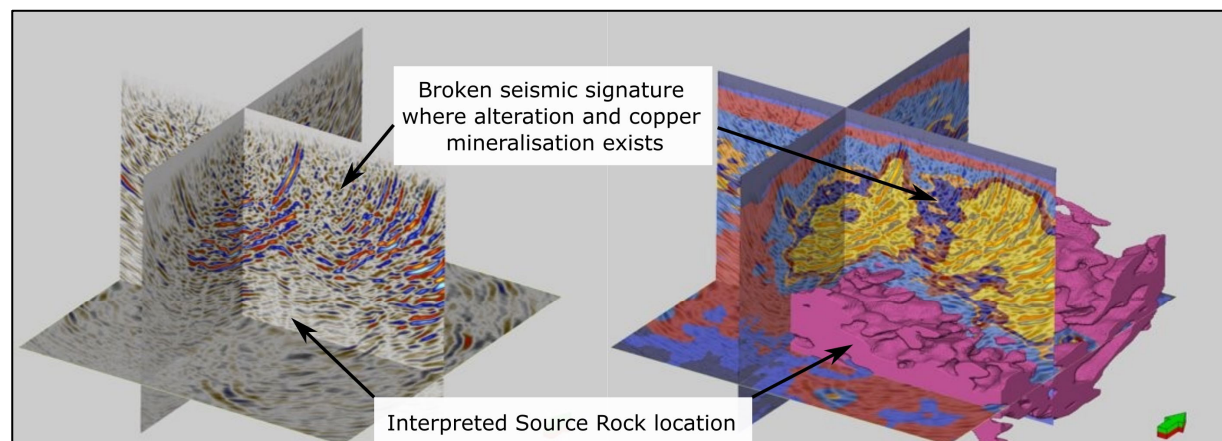 Broken seismic signature
where alteration and copper
mineralisation exists
Interpreted Source Rock location